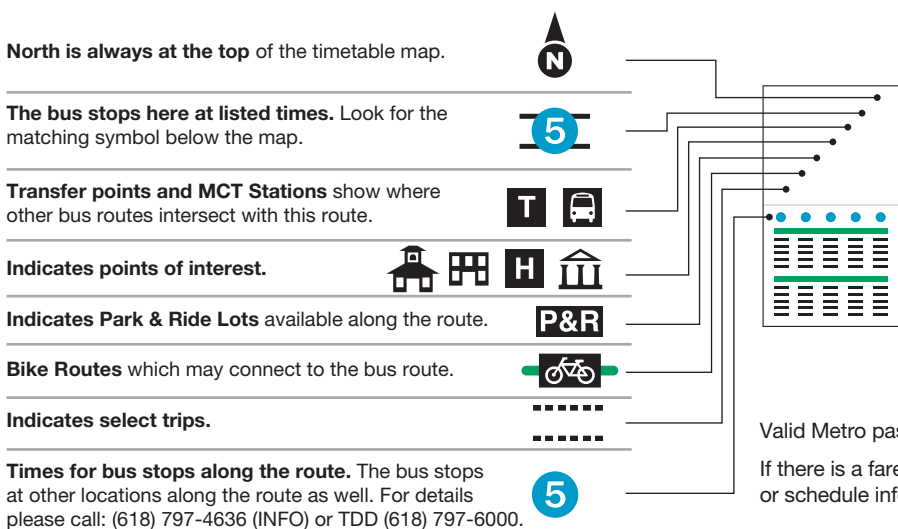 North is always at the top of the timetable map.
N
The bus stops here at listed times. Look for the
matching symbol below the map.
5
Transfer points and MCT Stations show where
other bus routes intersect with this route.
T
Indicates points of interest.
H
Indicates Park & Ride Lots available along the route.
P&R
Bike Routes which may connect to the bus route.
Indicates select trips.
Times for bus stops along the route. The bus stops
at other locations along the route as well. For details
please call: (618) 797-4636 (INFO) or TDD (618) 797-6000.
5
Valid Metro
If there is a
or schedule